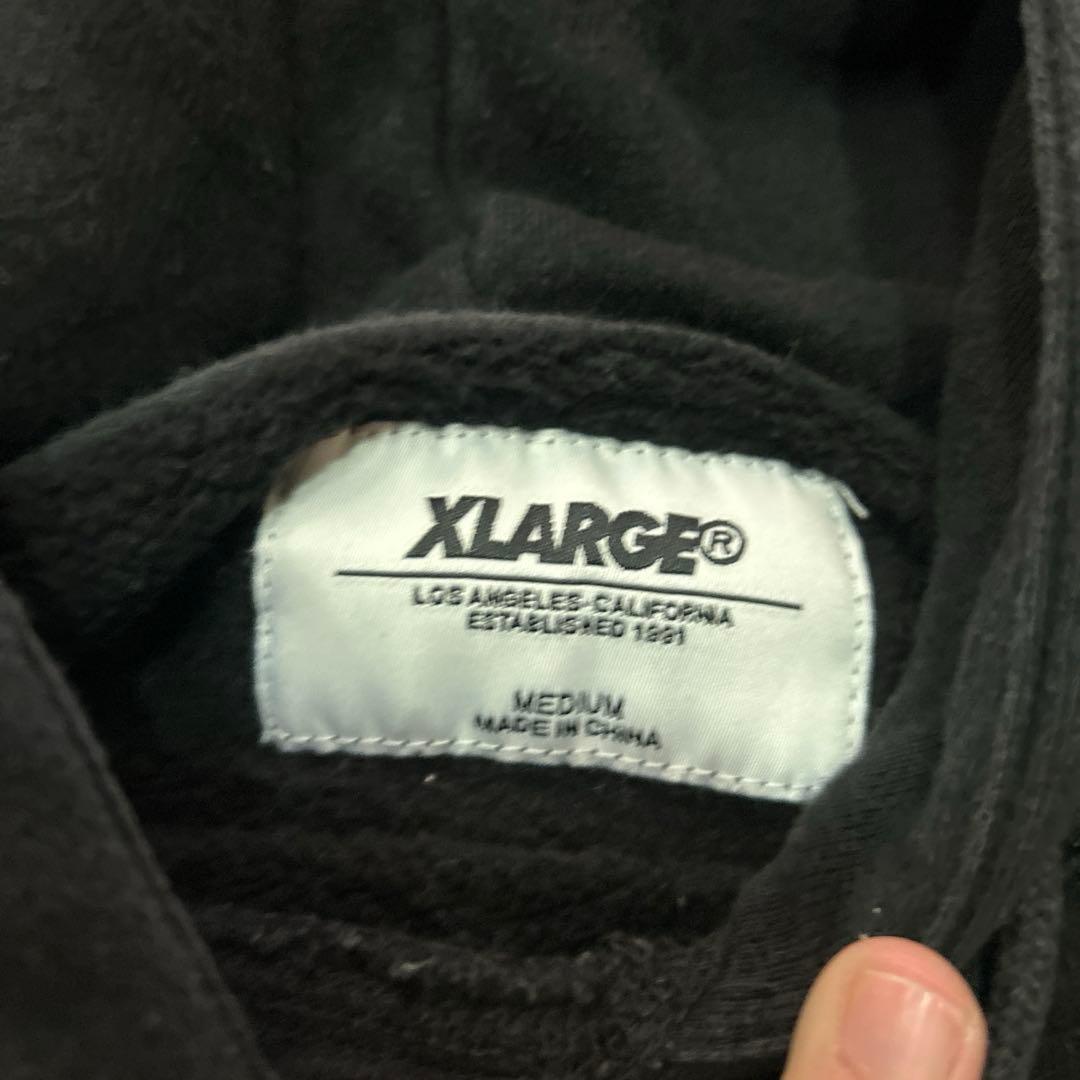 XLARGE®
LOS ANGELES-CALIFORNIA
ESTABLISHED 1991
MEDIUM
MADE IN CHINA